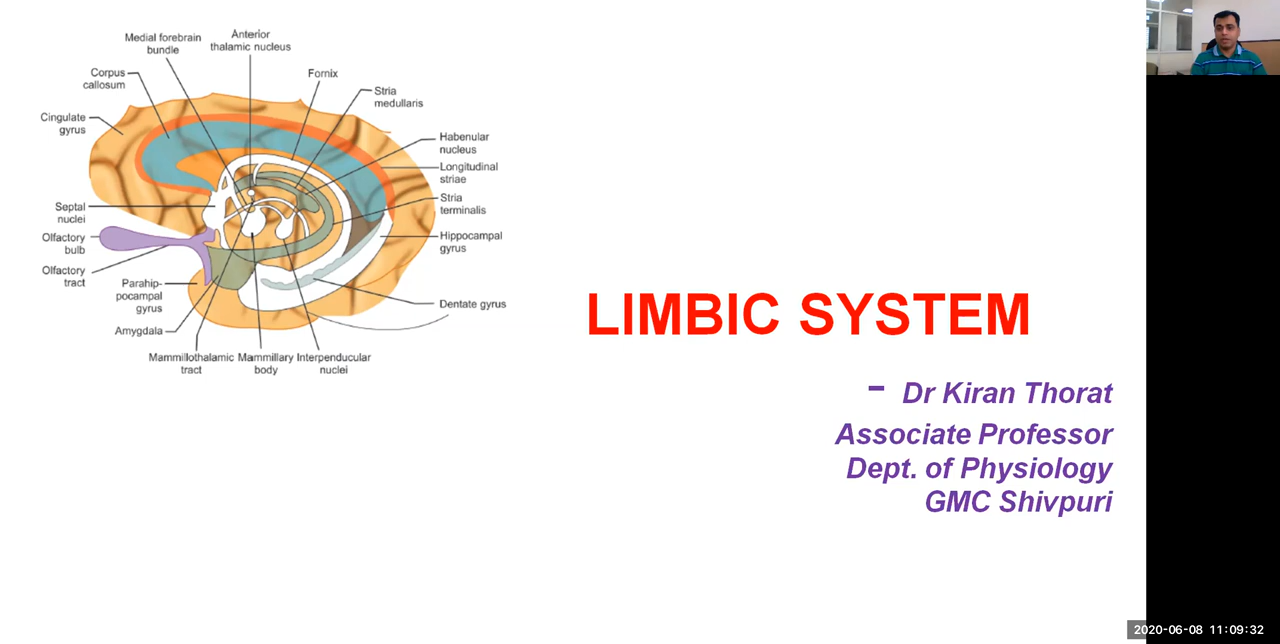 Medial forebrain
bundle
Anterior
thalamic nucleus
Corpus
callosum
Fornix
Stria
medullaris
Cingulate
gyrus
Habenular
nucleus
Longitudinal
striae
Stria
terminalis
Septal
nuclei
Olfactory
bulb
Hippocampal
gyrus
Olfactory
tract
Parahip-
pocampal
gyrus
Dentate gyrus
Amygdala
Mammillothalamic
tract
Mammillary
body
Interpenducular
nuclei
LIMBIC SYSTEM
- Dr Kiran Thorat
Associate Professor
Dept. of Physiology
GMC Shivpuri
2020-06-08 11:09:32